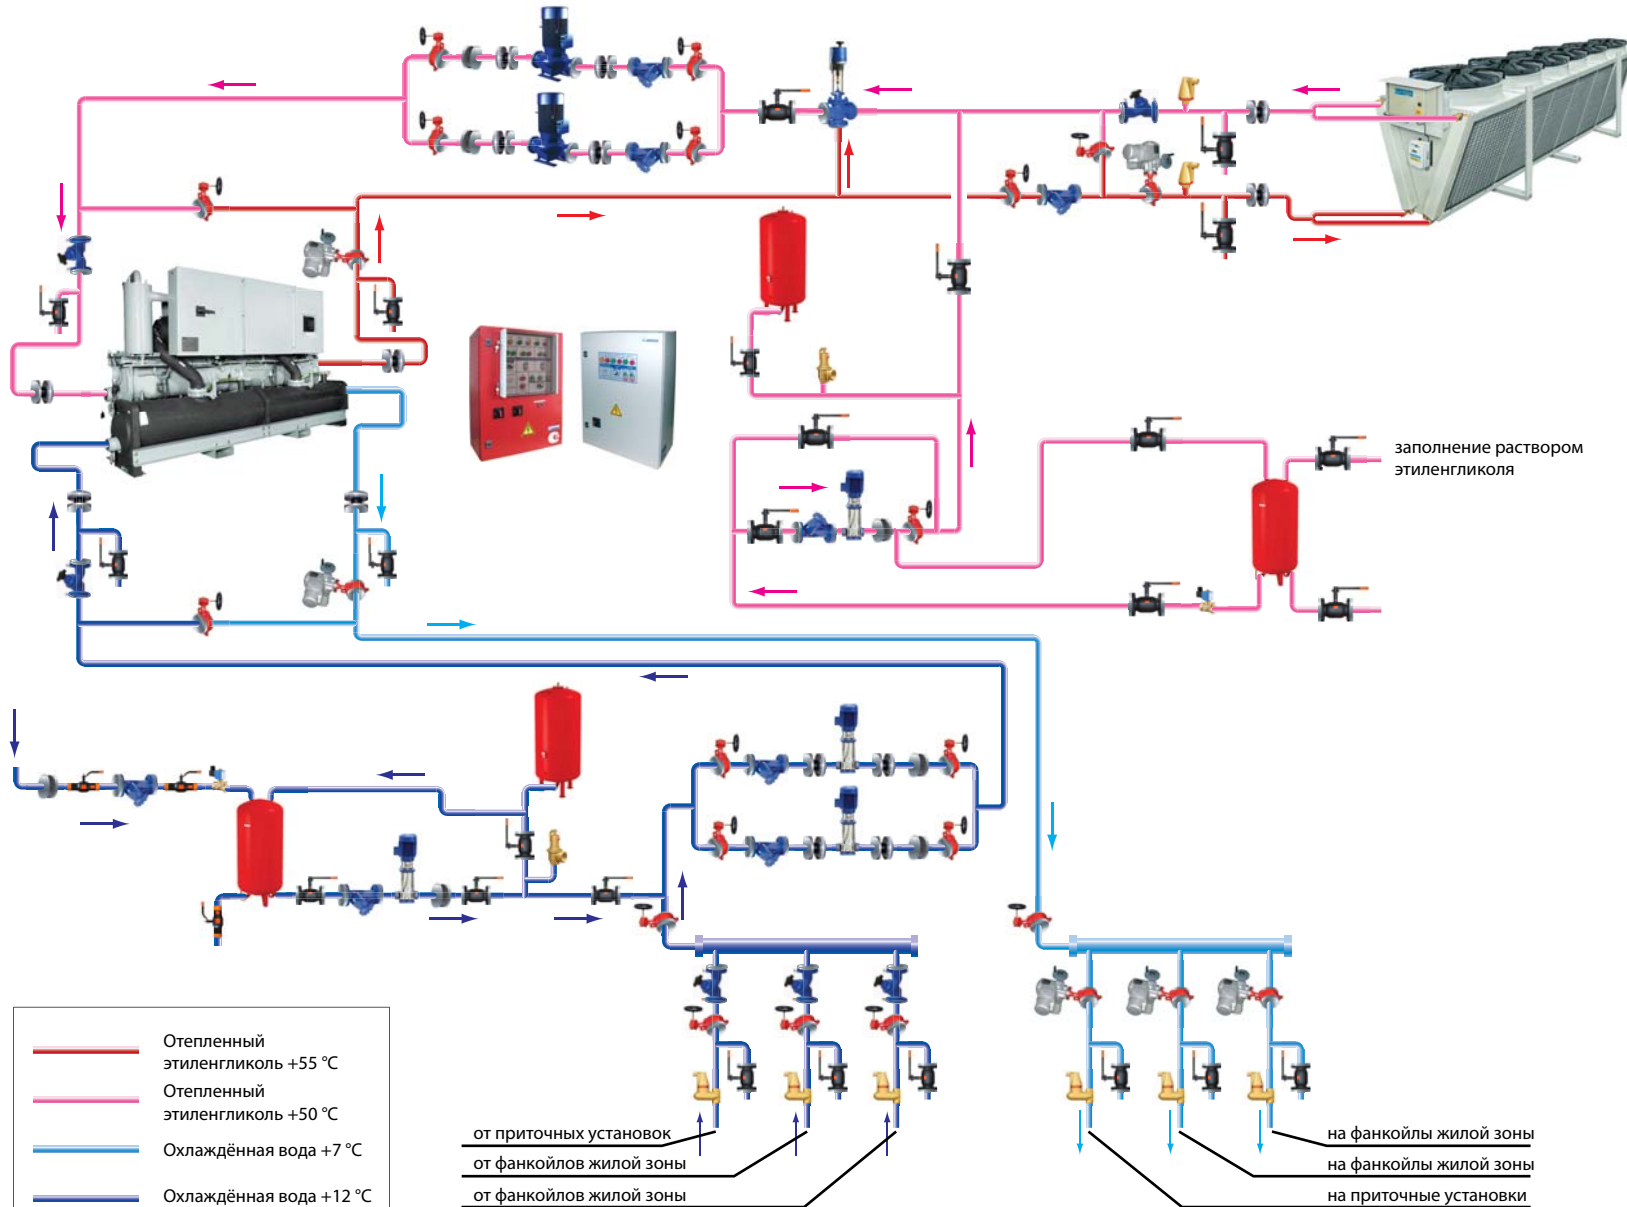 заполнение раствором
этиленгликоля
Отепленный
этиленгликоль +55 °C
Отепленный
этиленгликоль +50 °C
Охлаждённая вода +7 °C
Охлаждённая вода +12 °C
от приточных установок
от фанкойлов жилой зоны
от фанкойлов жилой зоны
на фанкойлы жилой зоны
на фанкойлы жилой зоны
на приточные установки